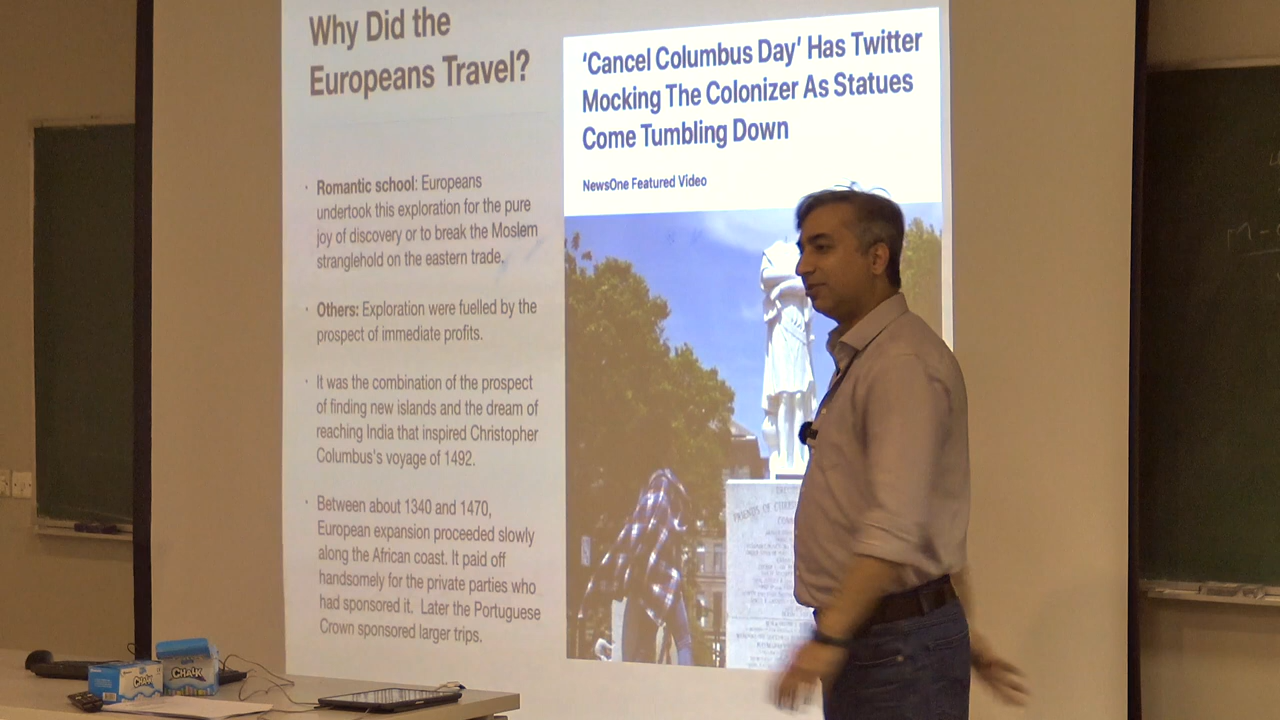 Why Did the
Europeans Travel?
· Romantic school: Europeans
undertook this exploration for the pure
joy of discovery or to break the Moslem
stranglehold on the eastern trade.
· Others: Exploration were fuelled by the
prospect of immediate profits.
· It was the combination of the prospect
of finding new islands and the dream of
reaching India that inspired Christopher
Columbus's voyage of 1492.
· Between about 1340 and 1470,
European expansion proceeded slowly
along the African coast. It paid off
handsomely for the private parties who
had sponsored it. Later the Portuguese
Crown sponsored larger trips.
'Cancel Columbus Day' Has Twitter
Mocking The Colonizer As Statues
Come Tumbling Down
NewsOne Featured Video
FRIENDS OF
CHALK
CHALK